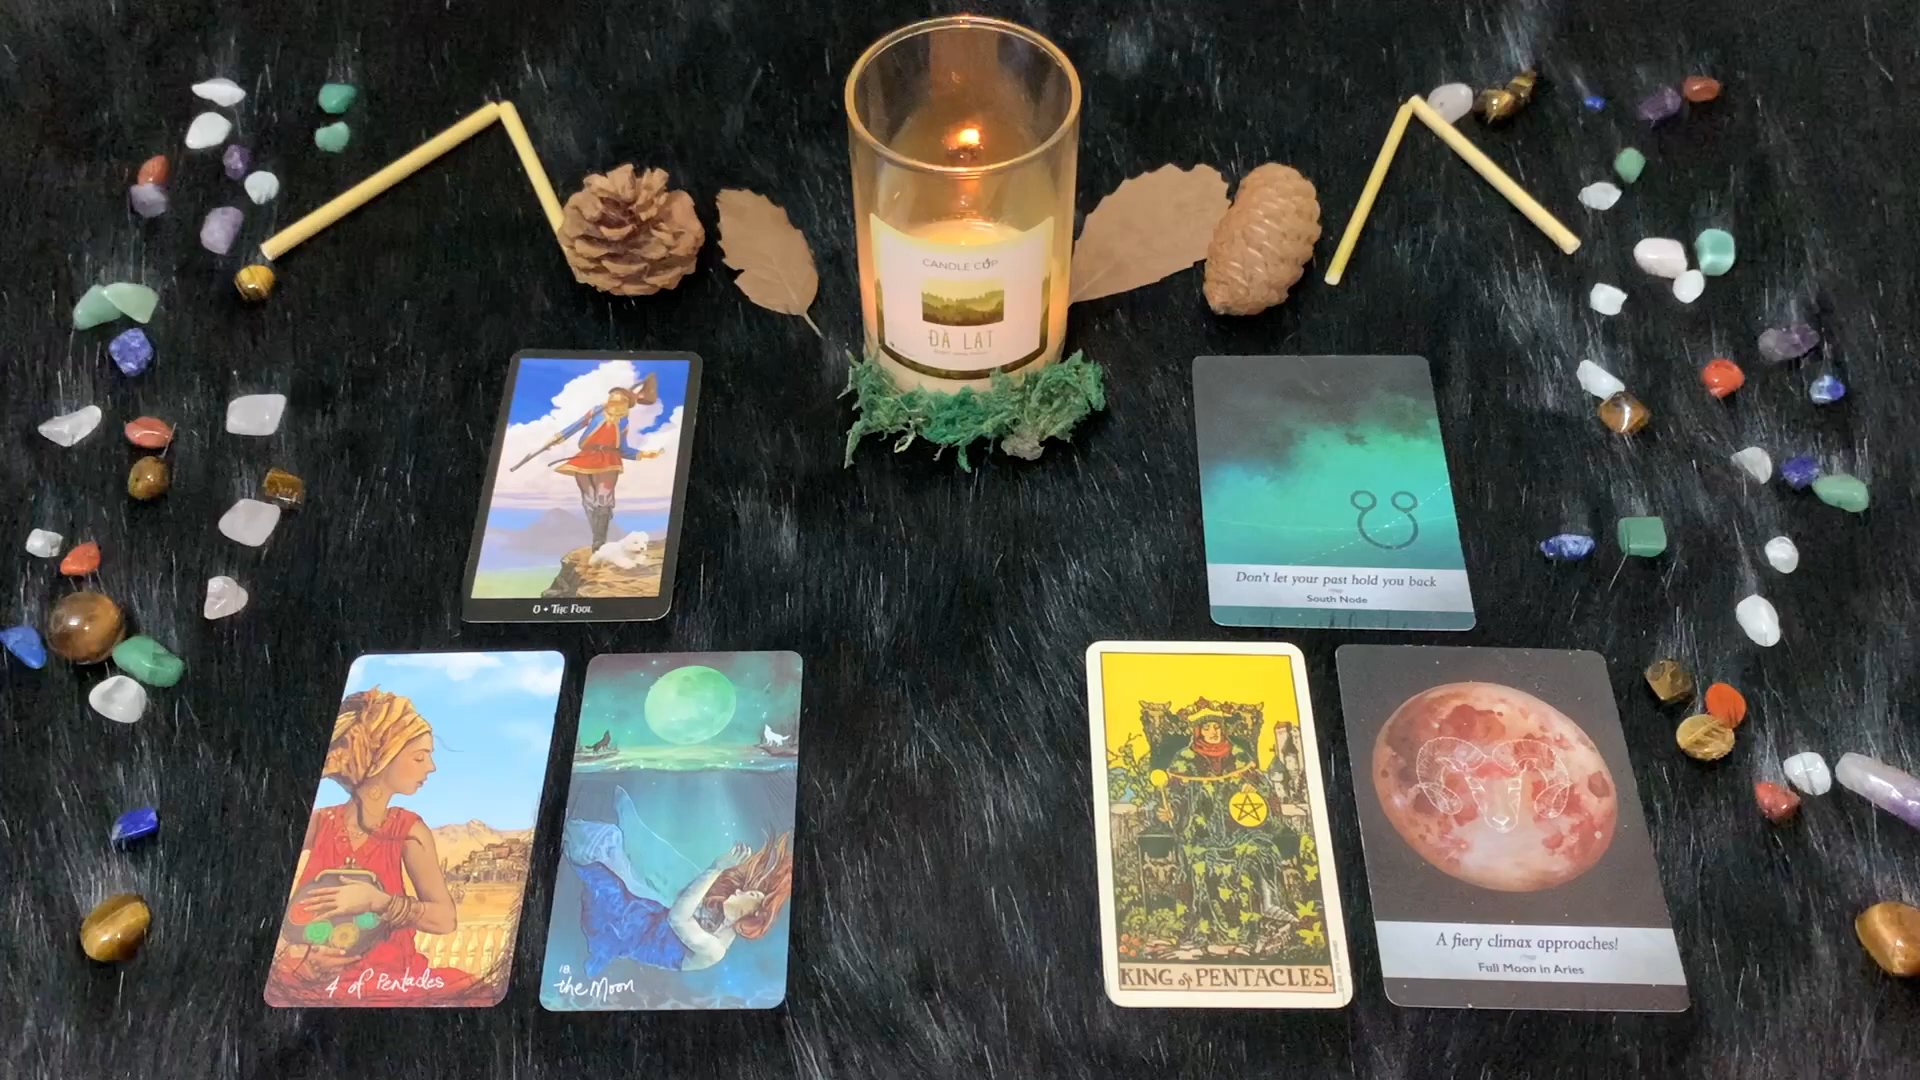 CANDLE CUP
ĐÀ LẠT
0 • The Fool
Don't let your past hold you back
South Node
4 of Pentacles
18.
the Moon
KING of PENTACLES.
A fiery climax approaches!
Full Moon in Aries